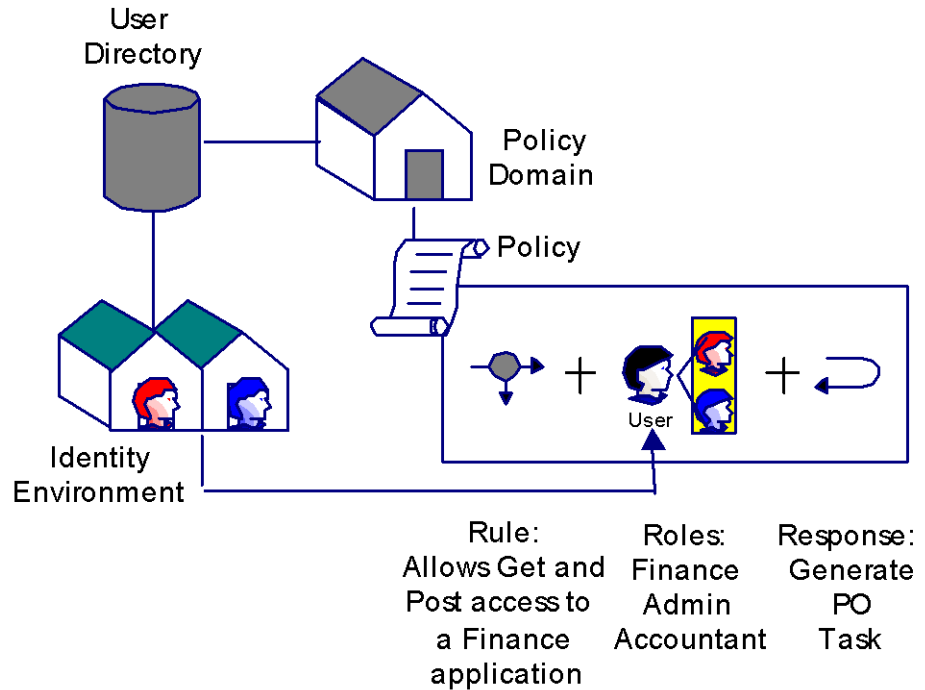 User
Directory
Policy
Domain
Policy
User
Identity
Environment
Rule:
Allows Get and
Post access to
a Finance
application
Roles:
Finance
Admin
Accountant
Response:
Generate
PO
Task